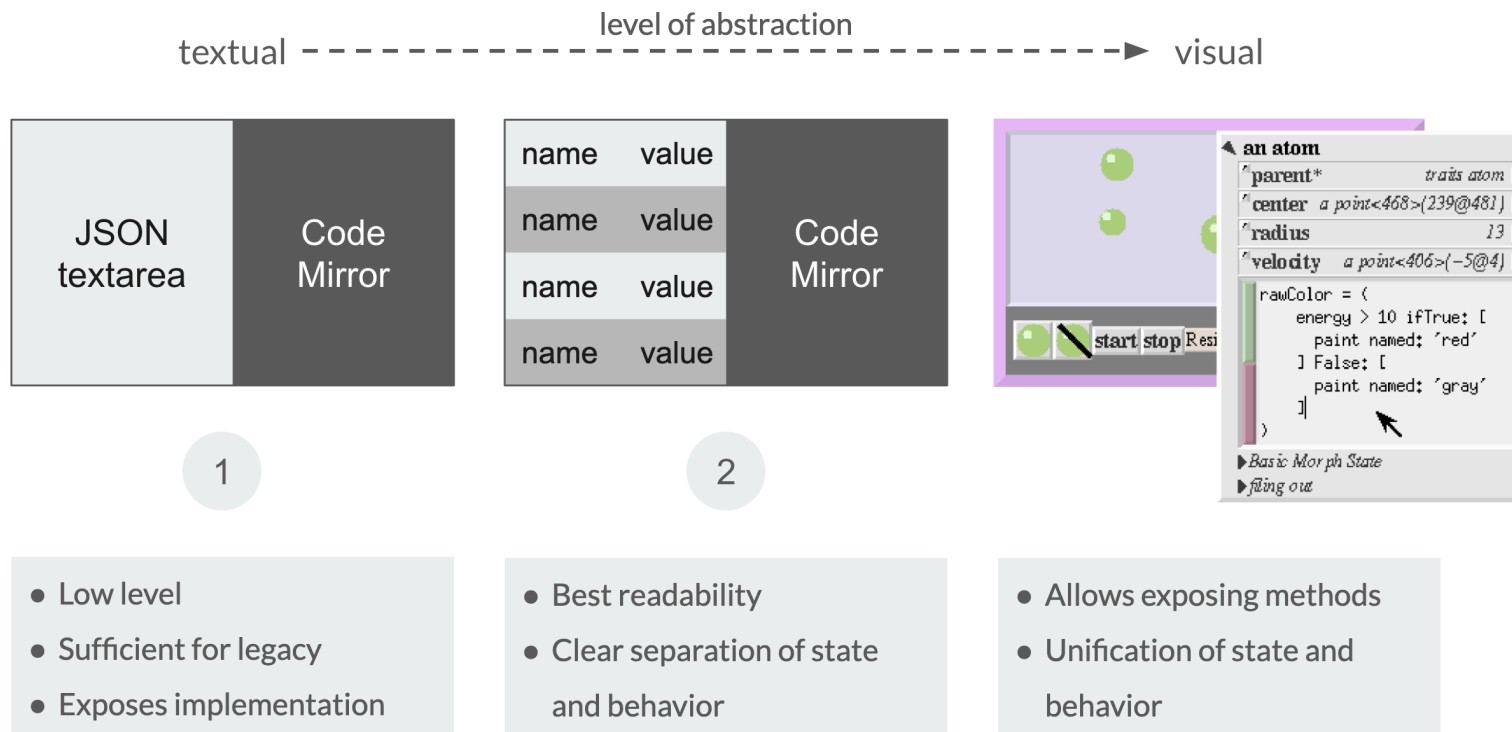 level of abstraction
textual
visual
JSON
textarea
Code
Mirror
name value
name value
name value
name value
Code
Mirror
start stop
an atom
parent* traits atom
center a point<468>(239@481)
radius 13
velocity a point<406>(-5@4)
rawColor = (
energy > 10 ifTrue: [
paint named: 'red'
] False: [
paint named: 'gray'
]
)
Basic Morph State
filing out
1
2
● Low level
● Sufficient for legacy
● Exposes implementation
● Best readability
● Clear separation of state
and behavior
● Allows exposing methods
● Unification of state and
behavior